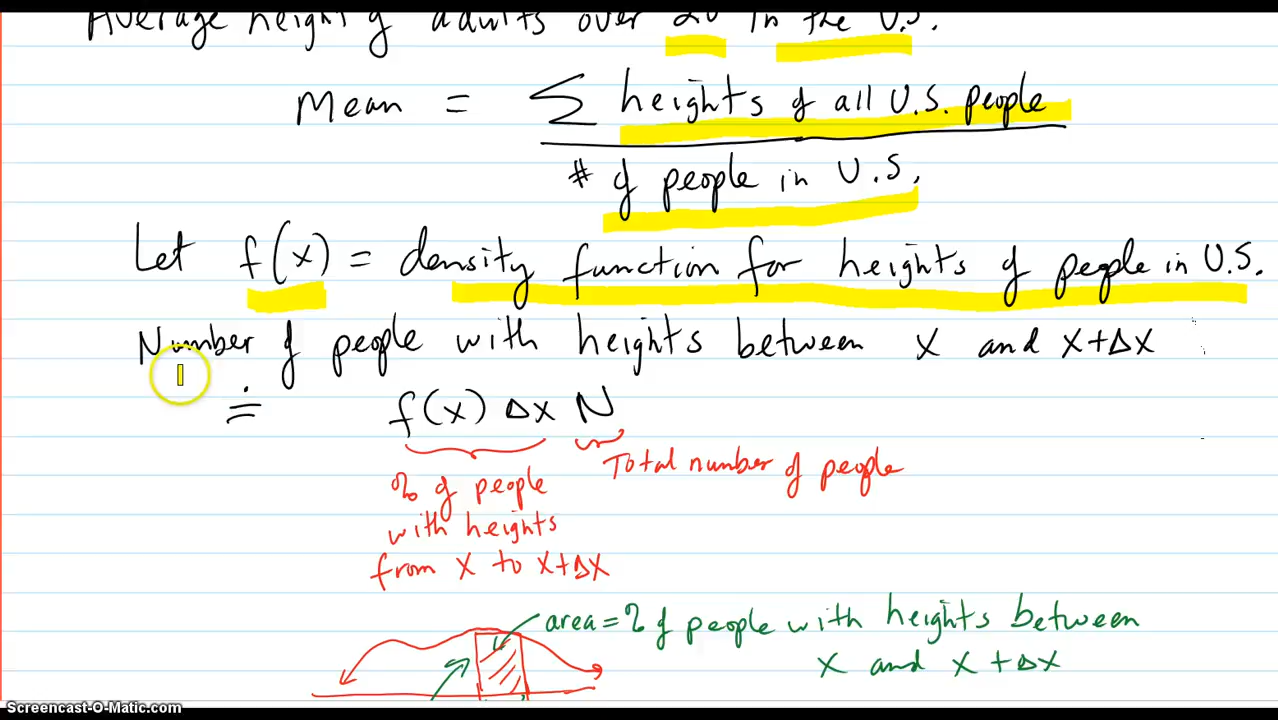 Average height of adults over 20 in the U.S.
Mean = Σ heights of all U.S. people
# of people in U.S.
Let f(x) = density function for heights of people in U.S.
Number of people with heights between x and x+Δx
≐ f(x) Δx N
Total number of people
% of people
with heights
from x to x+Δx
area = % of people with heights between
x and x+Δx
Screencast-O-Matic.com